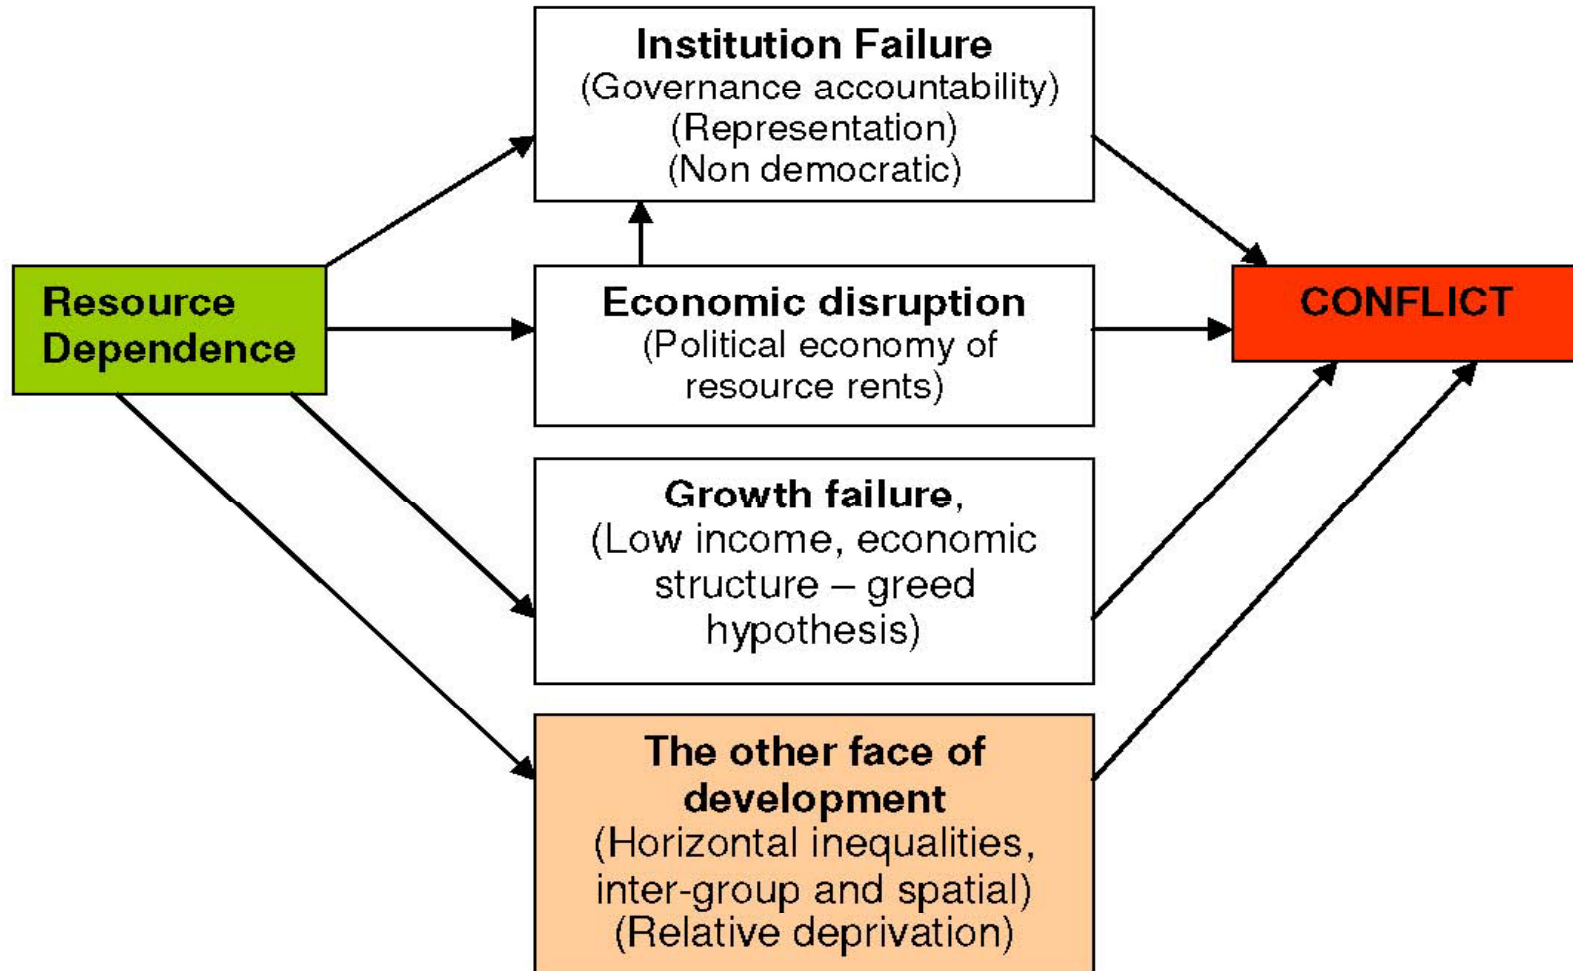 Institution Failure
(Governance accountability)
(Representation)
(Non democratic)
Resource
Dependence
Economic disruption
(Political economy of
resource rents)
CONFLICT
Growth failure,
(Low income, economic
structure – greed
hypothesis)
The other face of
development
(Horizontal inequalities,
inter-group and spatial)
(Relative deprivation)